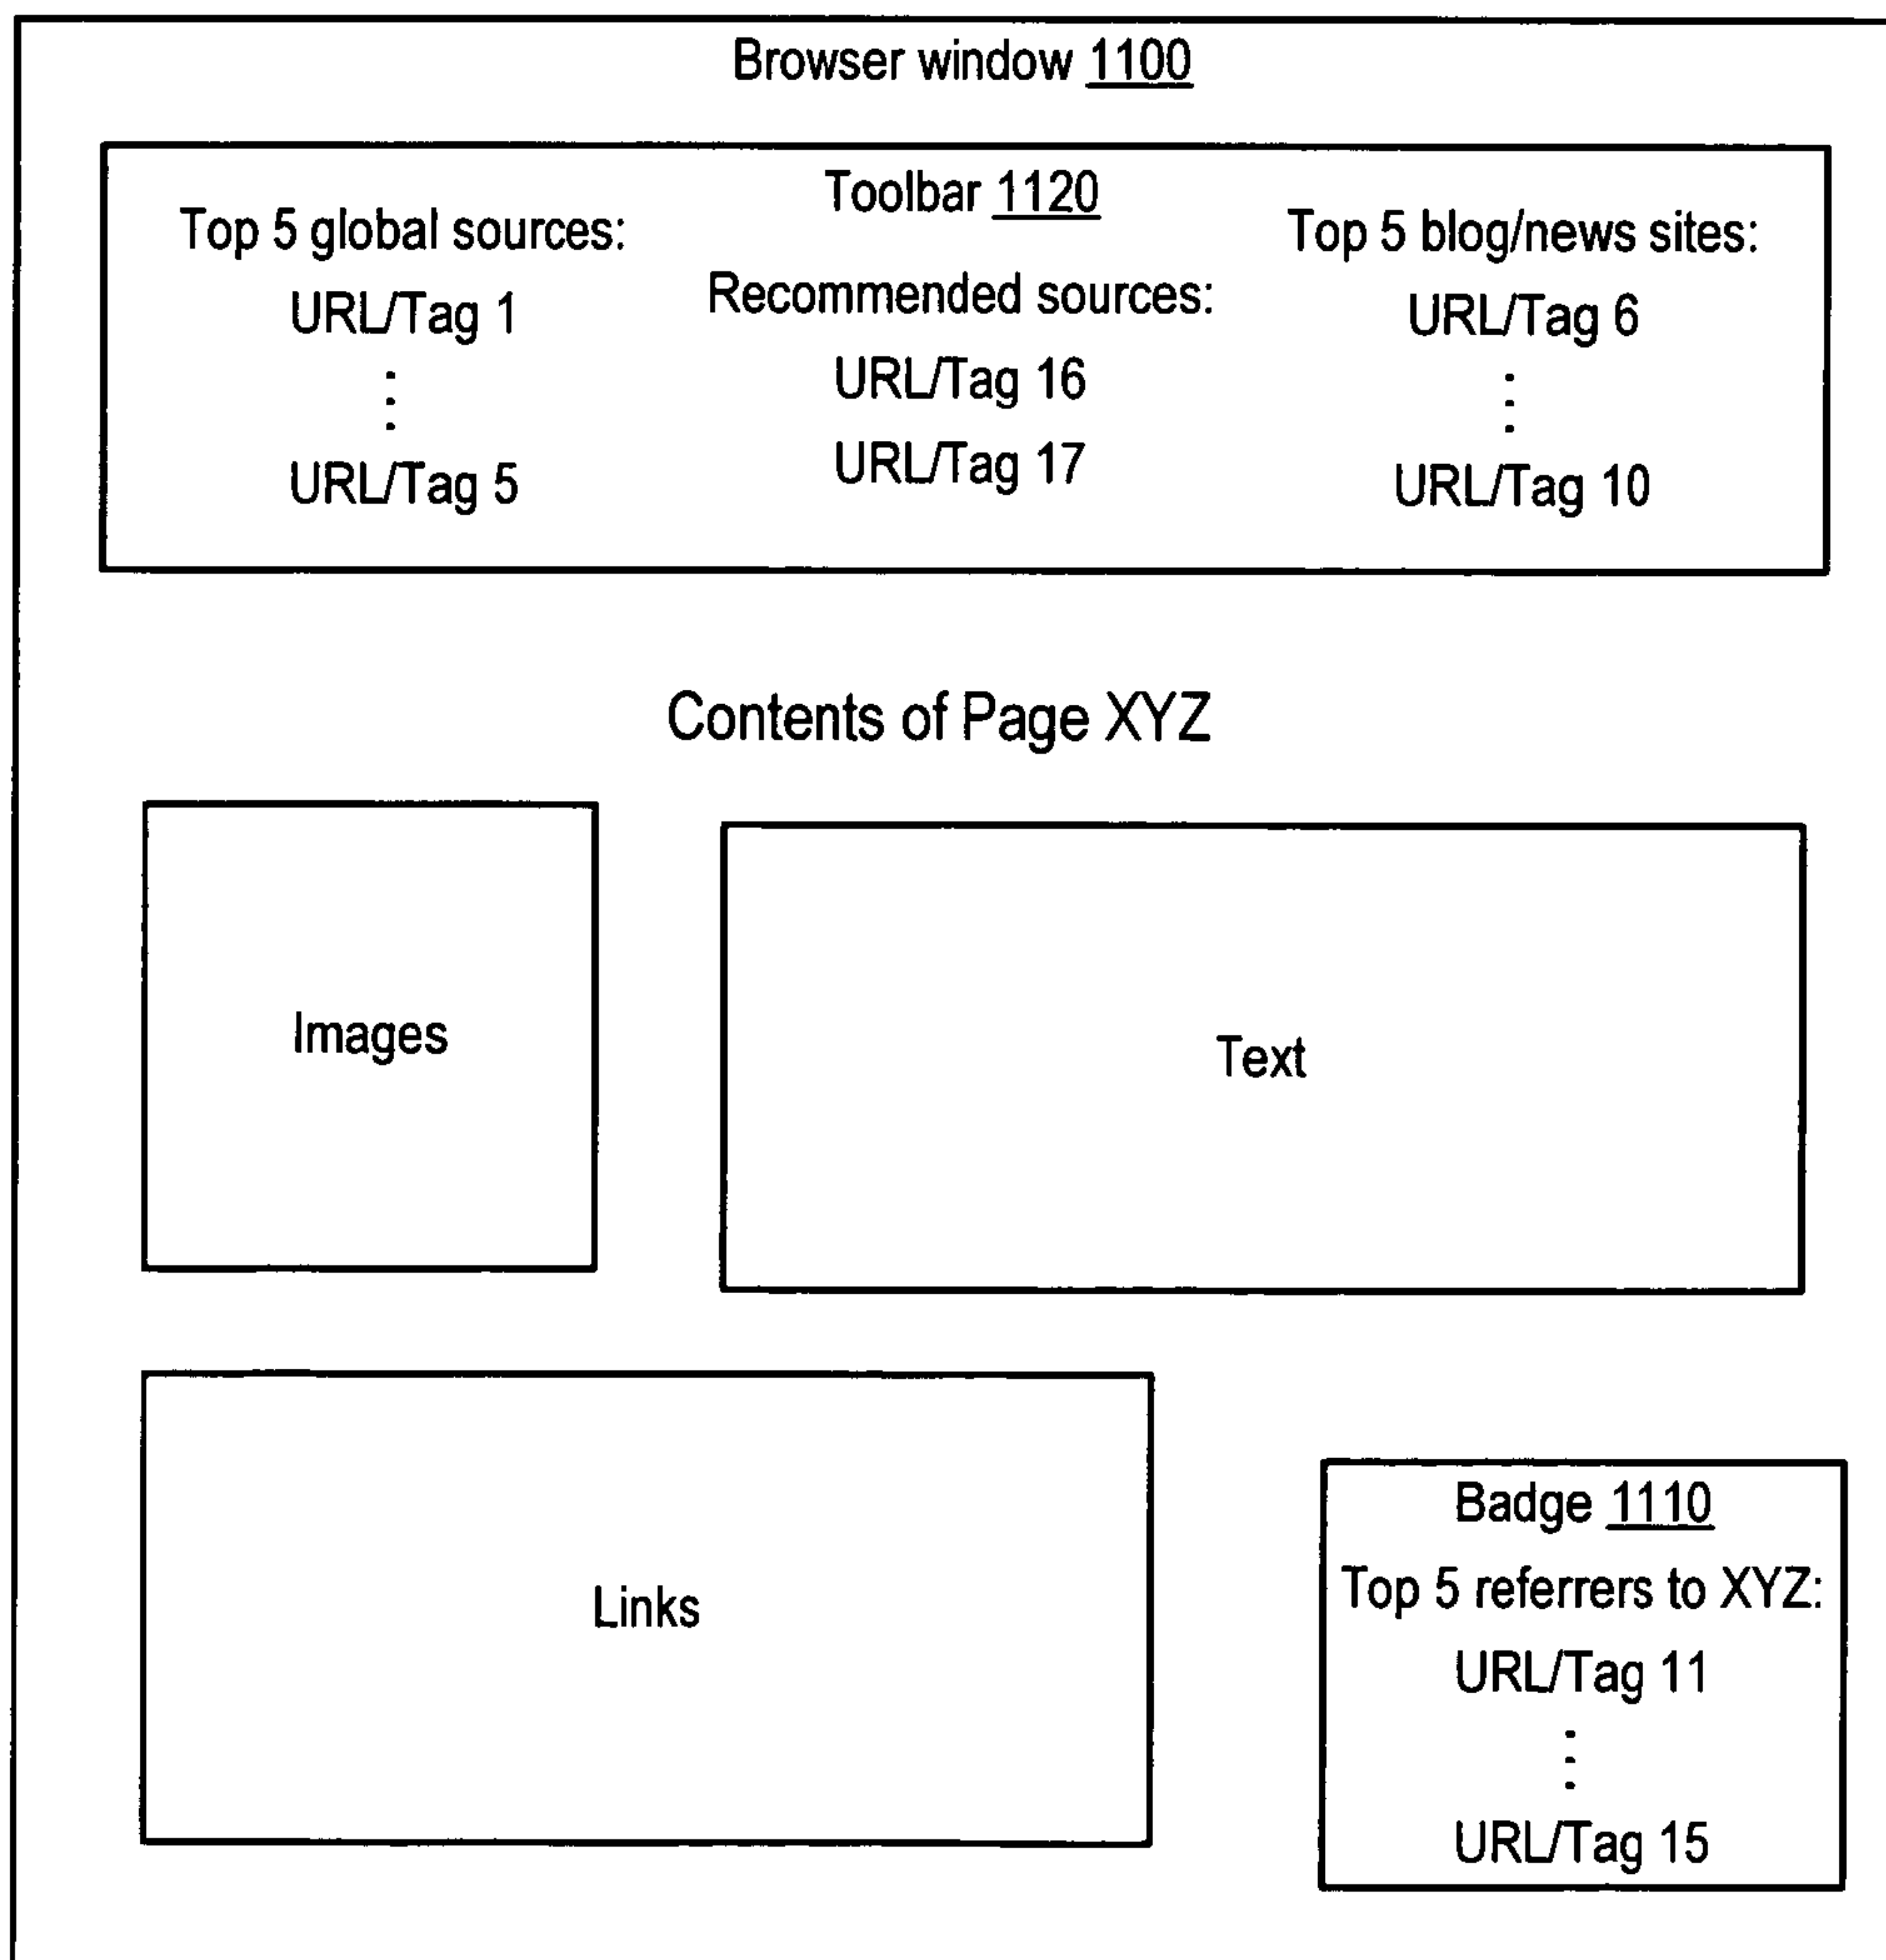 Browser window 1100
Toolbar 1120
Top 5 global sources:
URL/Tag 1
⋮
URL/Tag 5
Recommended sources:
URL/Tag 16
URL/Tag 17
Top 5 blog/news sites:
URL/Tag 6
⋮
URL/Tag 10
Contents of Page XYZ
Images
Text
Links
Badge 1110
Top 5 referrers to XYZ:
URL/Tag 11
⋮
URL/Tag 15